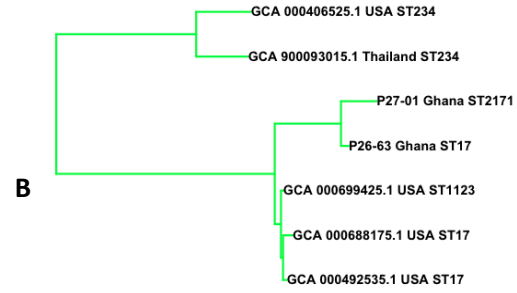 GCA 000406525.1 USA ST234
GCA 900093015.1 Thailand ST234
P27-01 Ghana ST2171
P26-63 Ghana ST17
B
GCA 000699425.1 USA ST1123
GCA 000688175.1 USA ST17
GCA 000492535.1 USA ST17